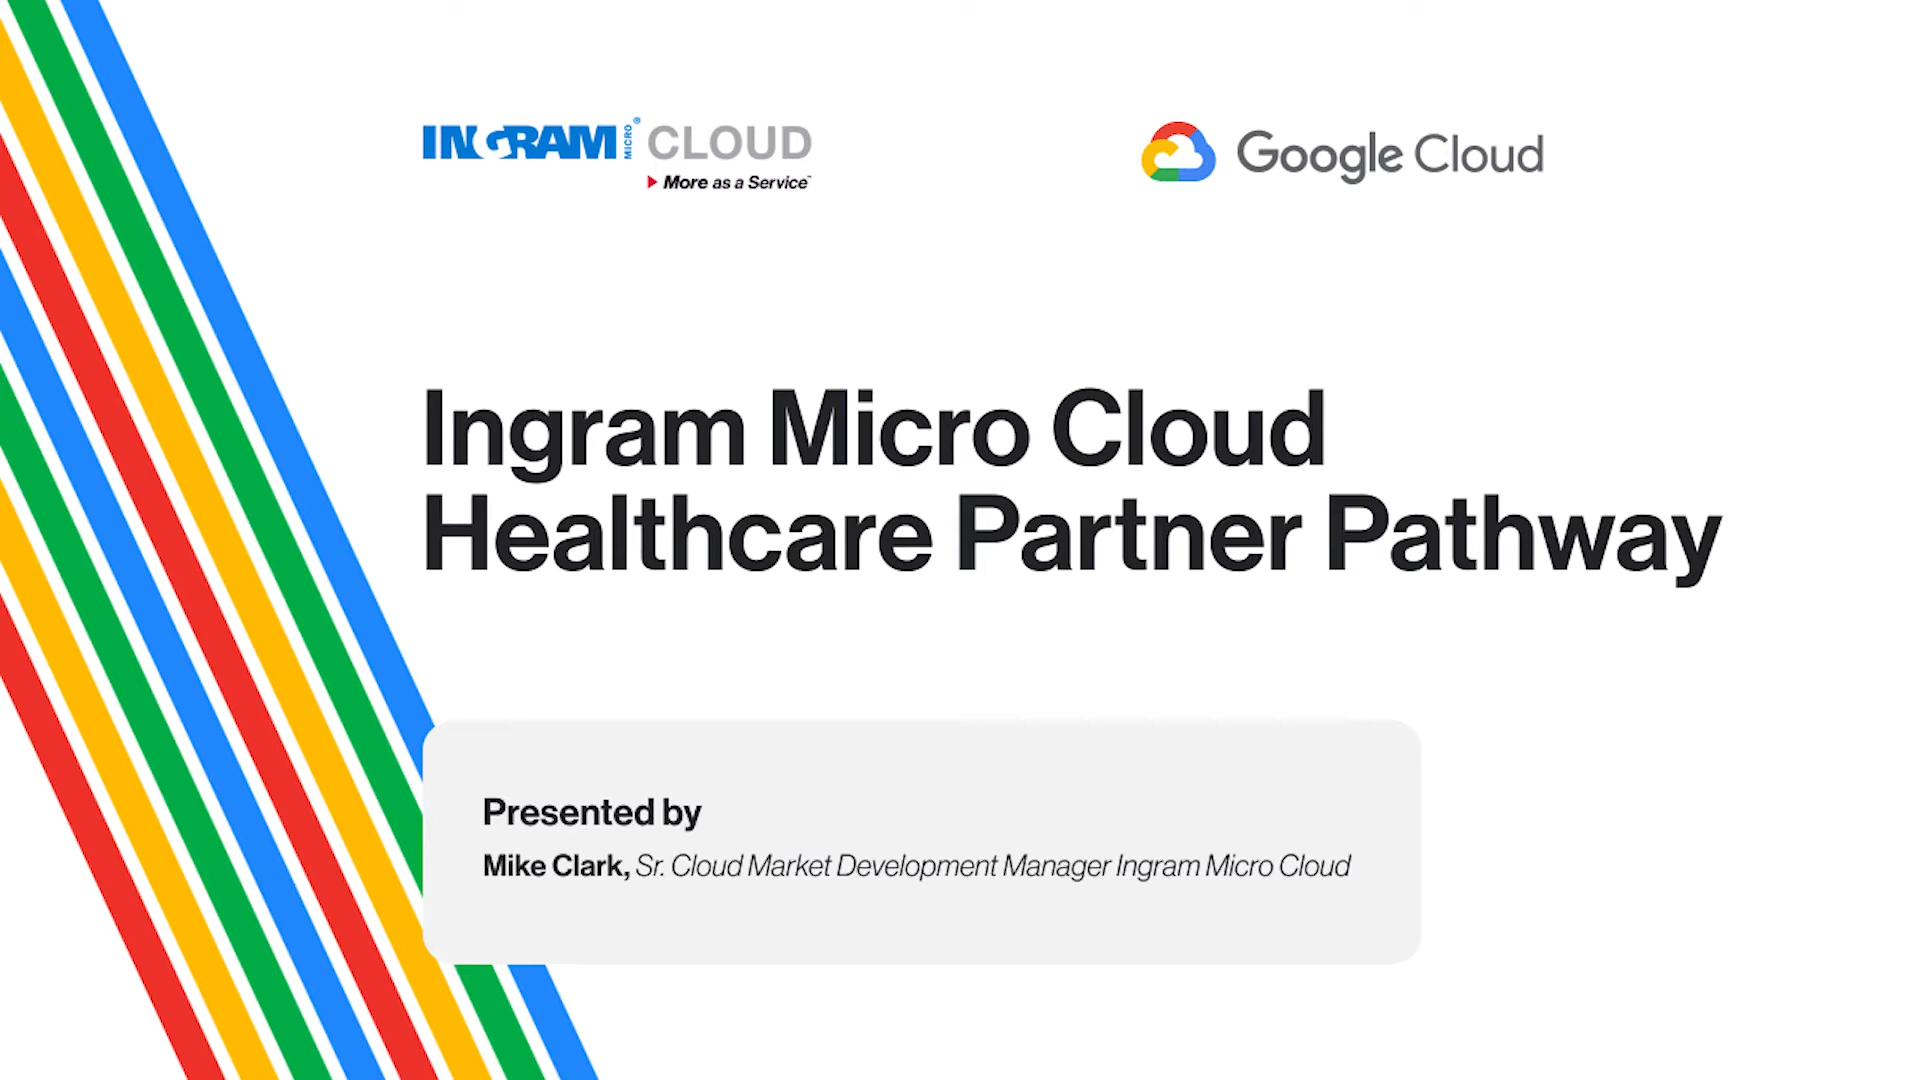 INGRAM MICRO® CLOUD
More as a Service™
Google Cloud
Ingram Micro Cloud
Healthcare Partner Pathway
Presented by
Mike Clark, Sr. Cloud Market Development Manager Ingram Micro Cloud